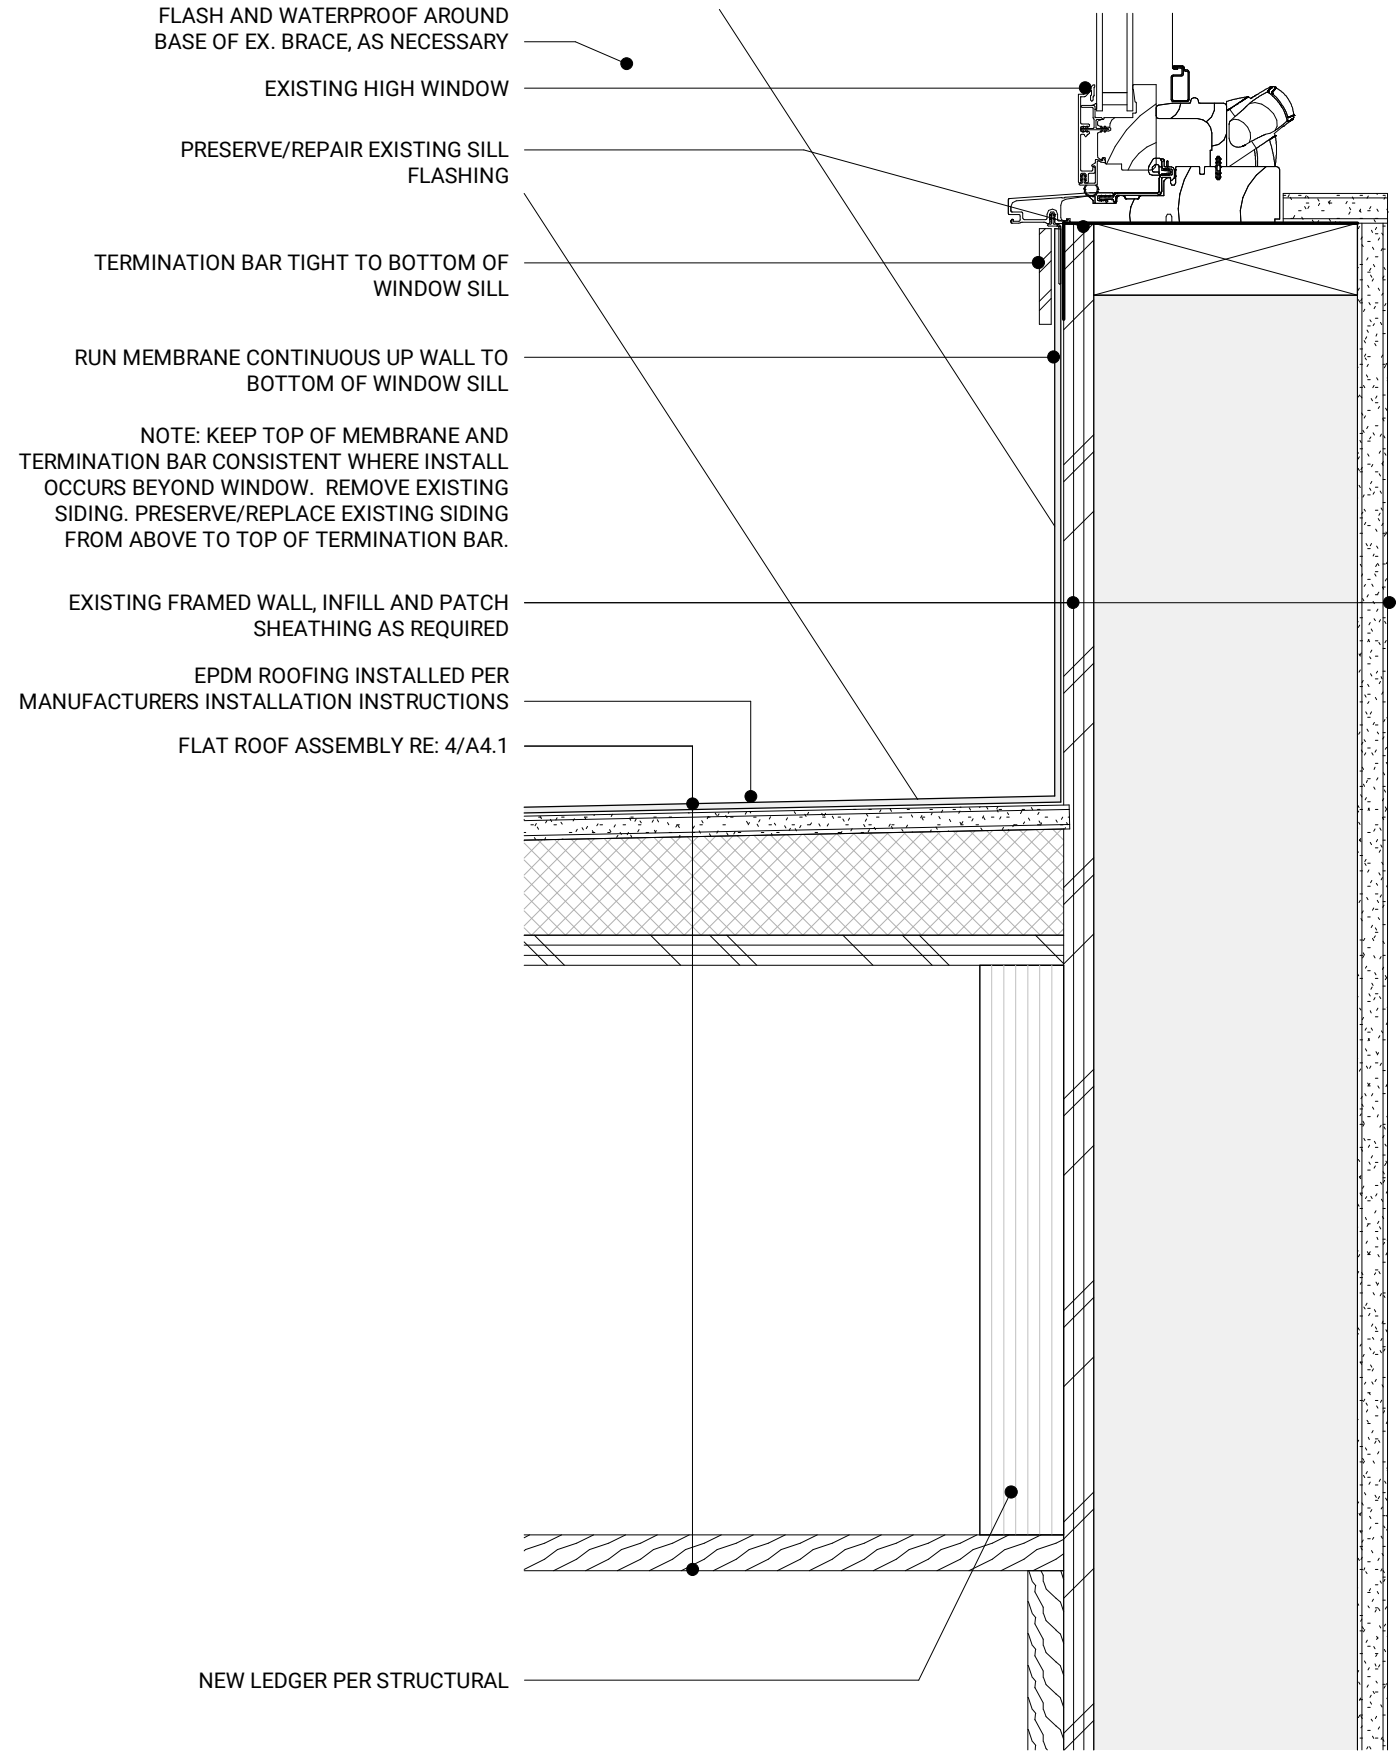 FLASH AND WATERPROOF AROUND
BASE OF EX. BRACE, AS NECESSARY
EXISTING HIGH WINDOW
PRESERVE/REPAIR EXISTING SILL
FLASHING
TERMINATION BAR TIGHT TO BOTTOM OF
WINDOW SILL
RUN MEMBRANE CONTINUOUS UP WALL TO
BOTTOM OF WINDOW SILL
NOTE: KEEP TOP OF MEMBRANE AND
TERMINATION BAR CONSISTENT WHERE INSTALL
OCCURS BEYOND WINDOW. REMOVE EXISTING
SIDING. PRESERVE/REPLACE EXISTING SIDING
FROM ABOVE TO TOP OF TERMINATION BAR.
EXISTING FRAMED WALL, INFILL AND PATCH
SHEATHING AS REQUIRED
EPDM ROOFING INSTALLED PER
MANUFACTURERS INSTALLATION INSTRUCTIONS
FLAT ROOF ASSEMBLY RE: 4/A4.1
NEW LEDGER PER STRUCTURAL